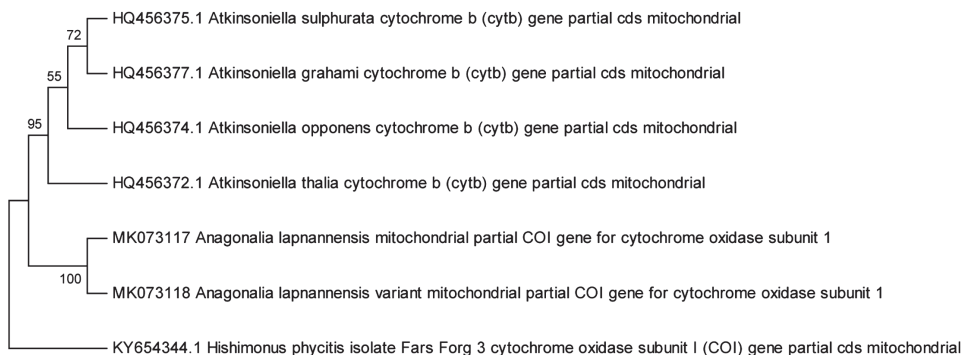 HQ456375.1 Atkinsoniella sulphurata cytochrome b (cytb) gene partial cds mitochondrial
72
HQ456377.1 Atkinsoniella grahami cytochrome b (cytb) gene partial cds mitochondrial
55
HQ456374.1 Atkinsoniella opponens cytochrome b (cytb) gene partial cds mitochondrial
95
HQ456372.1 Atkinsoniella thalia cytochrome b (cytb) gene partial cds mitochondrial
MK073117 Anagonalia lapnannensis mitochondrial partial COI gene for cytochrome oxidase subunit 1
100
MK073118 Anagonalia lapnannensis variant mitochondrial partial COI gene for cytochrome oxidase subunit 1
KY654344.1 Hishimonus phycitis isolate Fars Forg 3 cytochrome oxidase subunit I (COI) gene partial cds mitochondrial